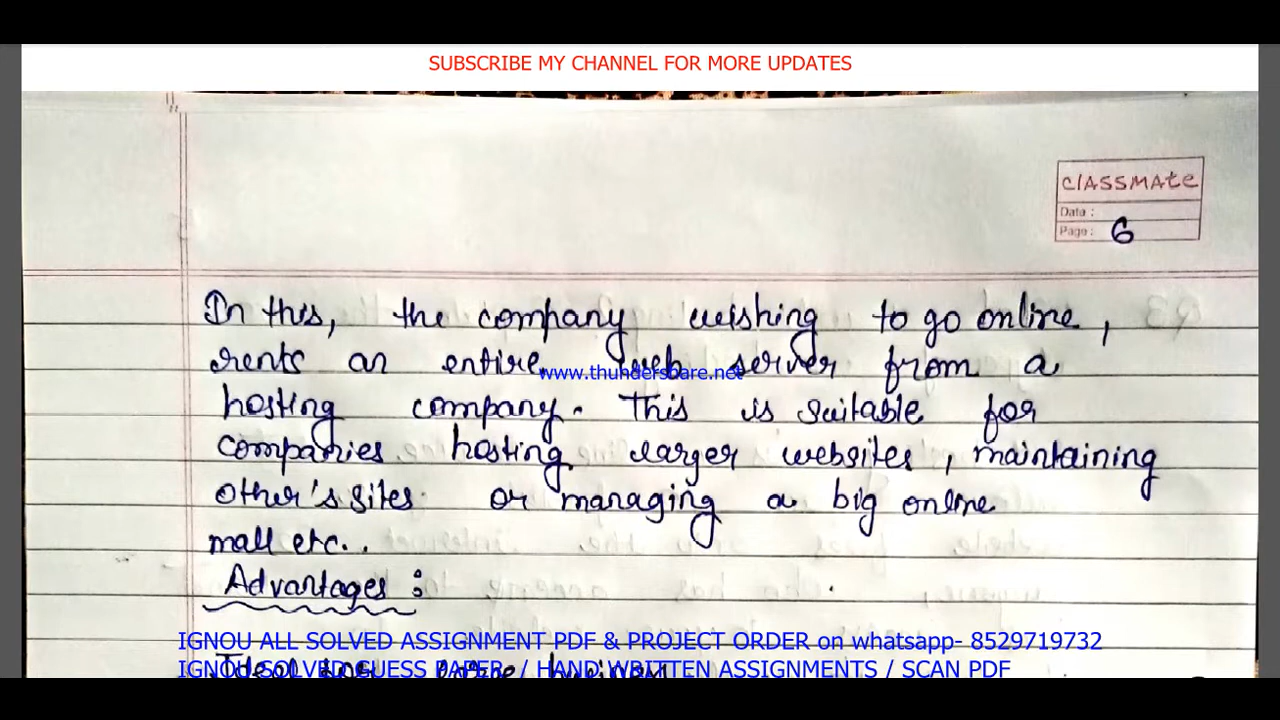 SUBSCRIBE MY CHANNEL FOR MORE UPDATES
CLASSMATE
Date :
Page : 6
In this, the company wishing to go online,
rents an entire web server from a
www.thundershare.net
hosting company. This is suitable for
companies hosting larger websites, maintaining
other's sites or managing a big online
mall etc..
Advantages :
IGNOU ALL SOLVED ASSIGNMENT PDF & PROJECT ORDER on whatsapp- 8529719732
IGNOU SOLVED GUESS PAPER / HAND WRITTEN ASSIGNMENTS / SCAN PDF